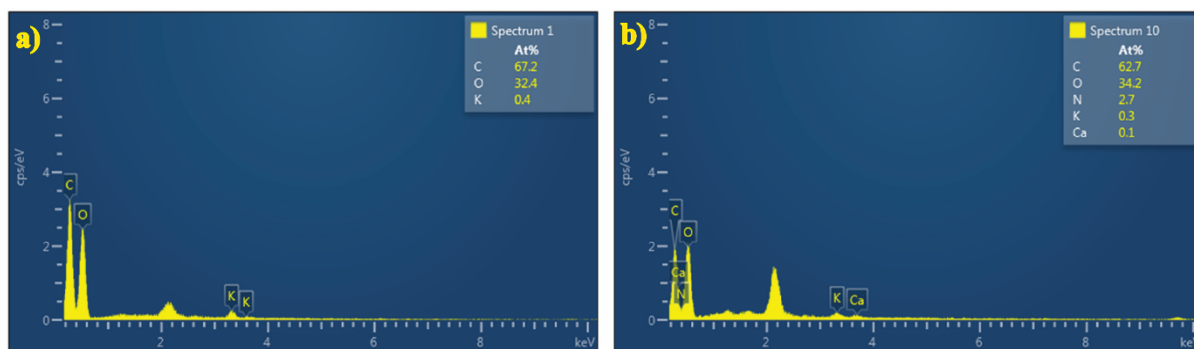 a)
8
6
4
2
0
cps/eV
Spectrum 1
At%
C 67.2
O 32.4
K 0.4
C
O
K
K
2
4
6
8
keV
b)
8
6
4
2
0
cps/eV
Spectrum 10
At%
C 62.7
O 34.2
N 2.7
K 0.3
Ca 0.1
C
O
Ca
N
K
Ca
2
4
6
8
keV